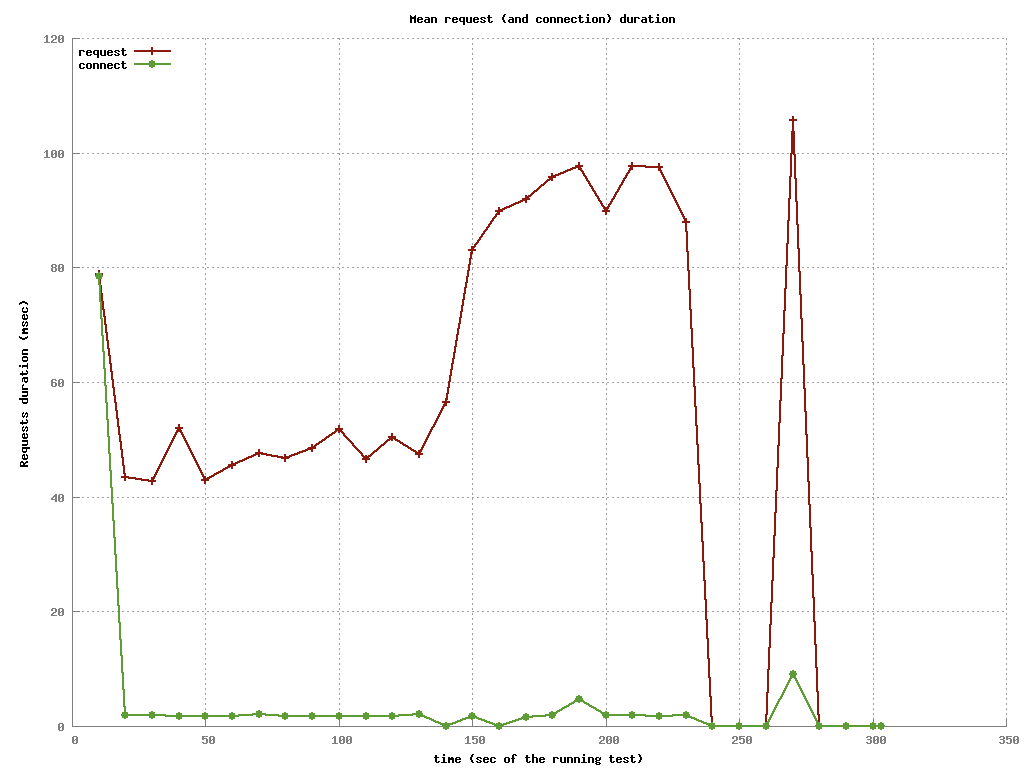 Mean request (and connection) duration
120
request
connect
100
80
60
40
20
0
Requests duration (msec)
0 50 100 150 200 250 300 350
time (sec of the running test)